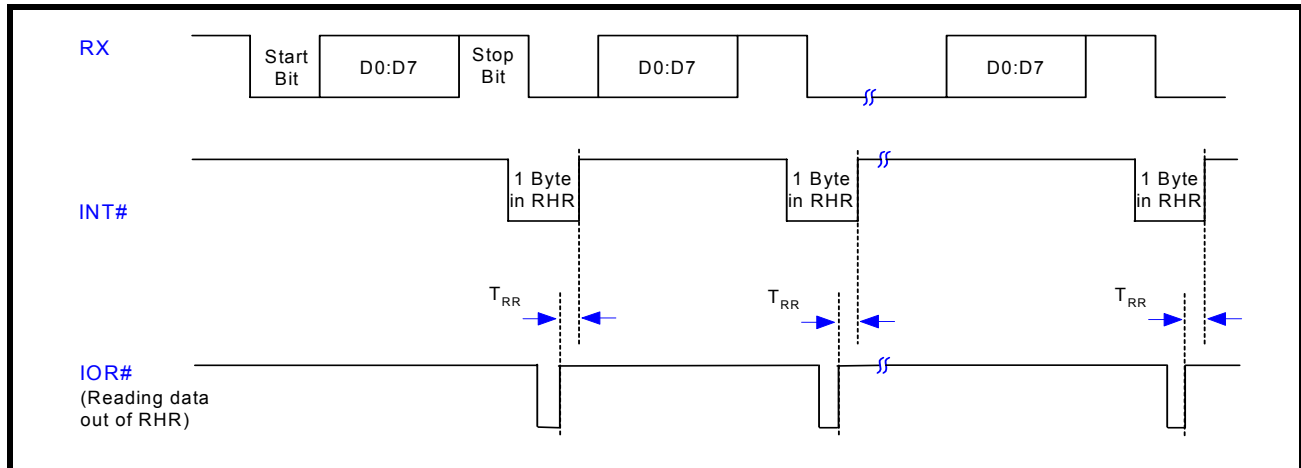 RX
Start
Bit
D0:D7
Stop
Bit
D0:D7
D0:D7
INT#
1 Byte
in RHR
1 Byte
in RHR
1 Byte
in RHR
TRR
TRR
TRR
IOR#
(Reading data
out of RHR)